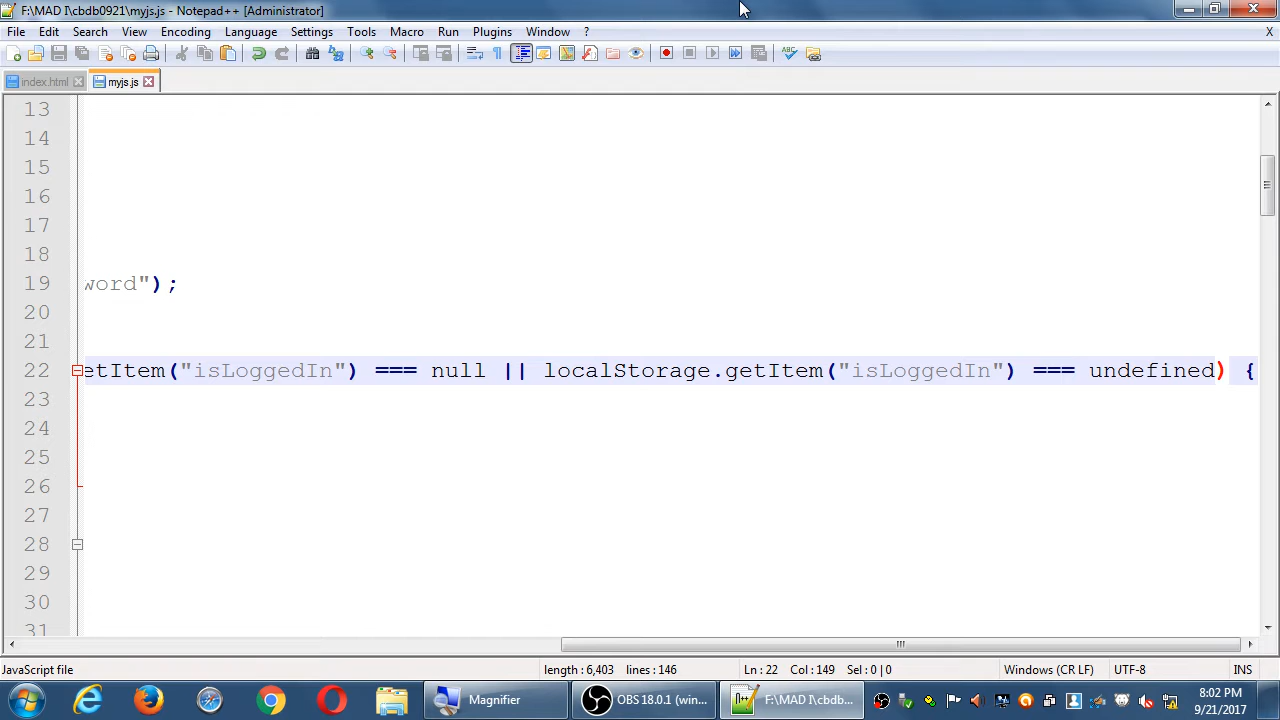 F:\MAD I\cbdb0921\myjs.js - Notepad++ [Administrator]
File Edit Search View Encoding Language Settings Tools Macro Run Plugins Window ? X
index.html myjs.js
13
14
15
16
17
18
19 word");
20
21
22 etItem("isLoggedIn") === null || localStorage.getItem("isLoggedIn") === undefined) {
23
24
25
26
27
28
29
30
31
JavaScript file length : 6,403 lines : 146 Ln : 22 Col : 149 Sel : 0 | 0 Windows (CR LF) UTF-8 INS
Magnifier OBS 18.0.1 (win... F:\MAD I\cbdb... 8:02 PM
9/21/2017